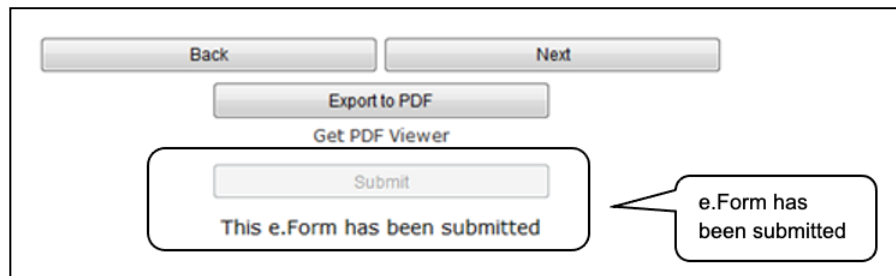 Back Next
Export to PDF
Get PDF Viewer
Submit
This e.Form has been submitted
e.Form has
been submitted